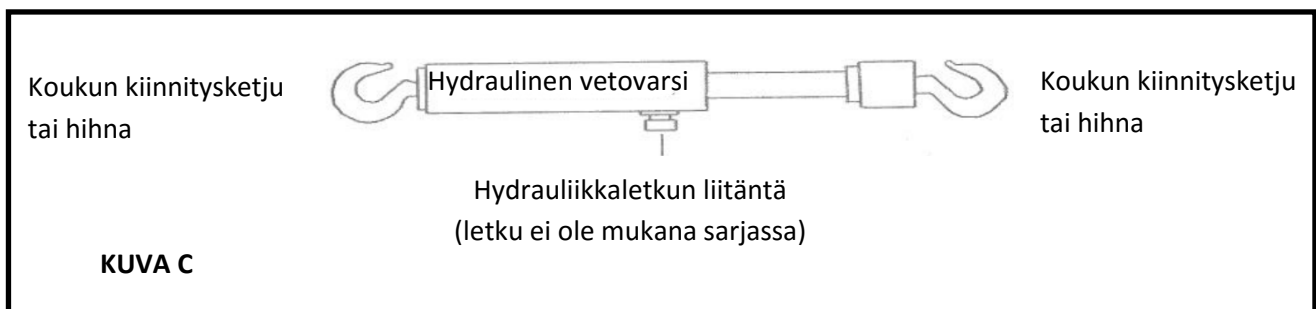 Koukun kiinnitysketju
tai hihna
Hydraulinen vetovarsi
Koukun kiinnitysketju
tai hihna
Hydrauliikkaletkun liitäntä
(letku ei ole mukana sarjassa)
KUVA C